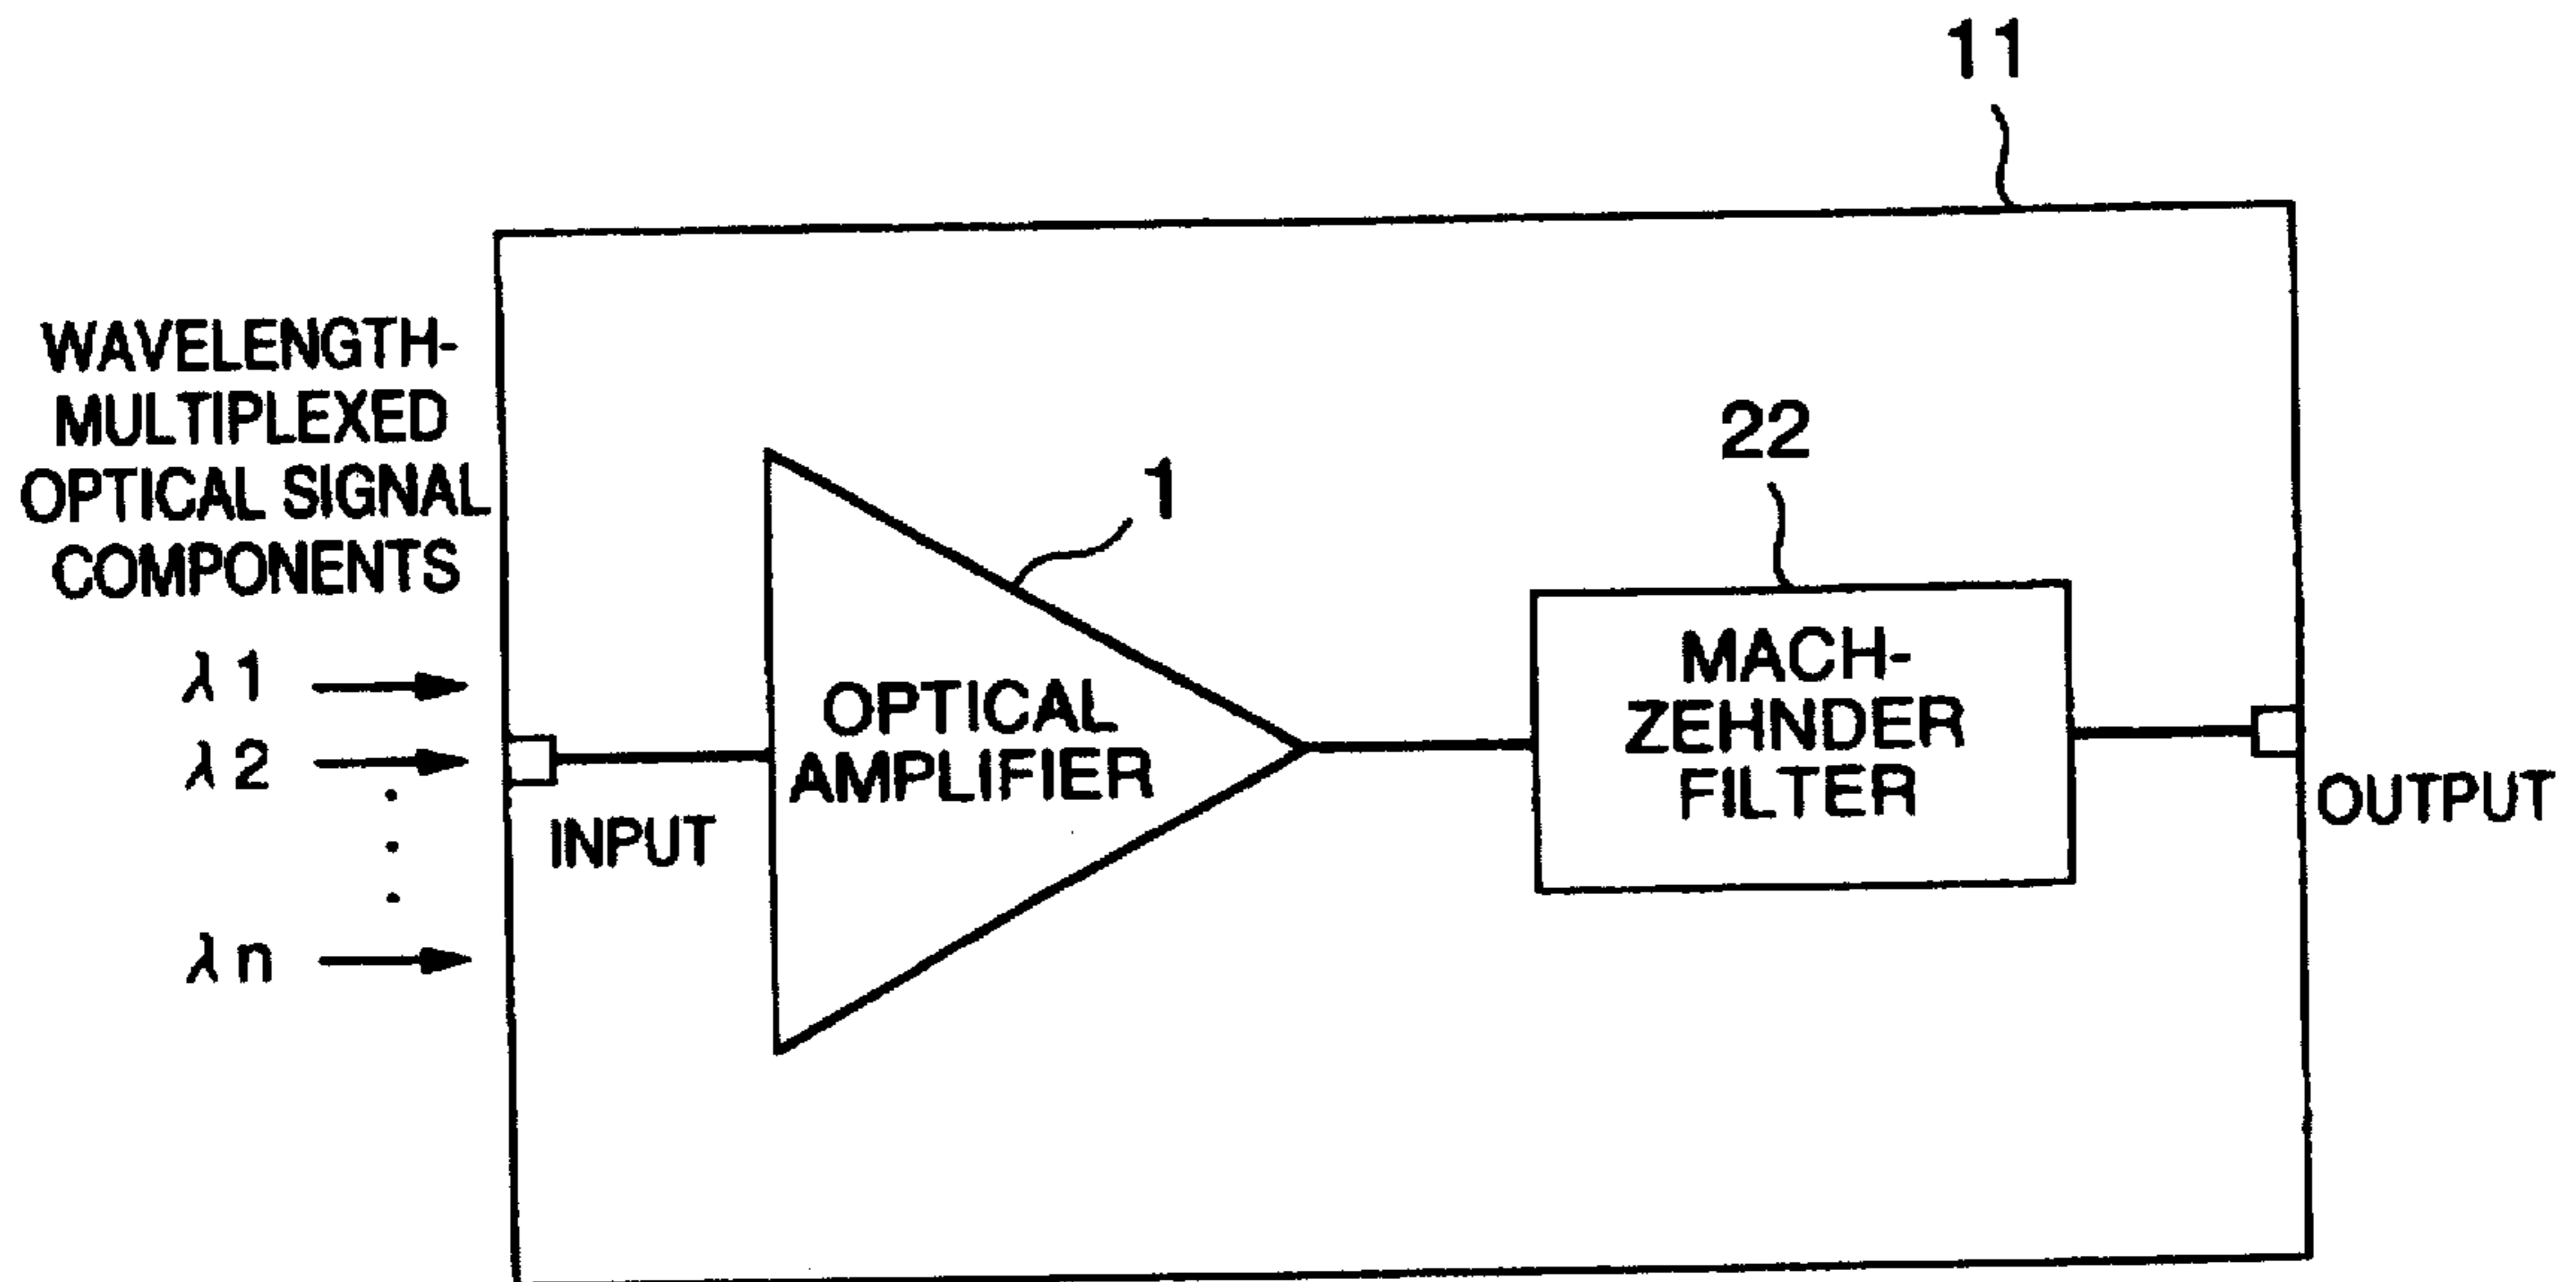 11
WAVELENGTH-
MULTIPLEXED
OPTICAL SIGNAL
COMPONENTS
λ1
λ2
λn
INPUT
1
OPTICAL
AMPLIFIER
22
MACH-
ZEHNDER
FILTER
OUTPUT